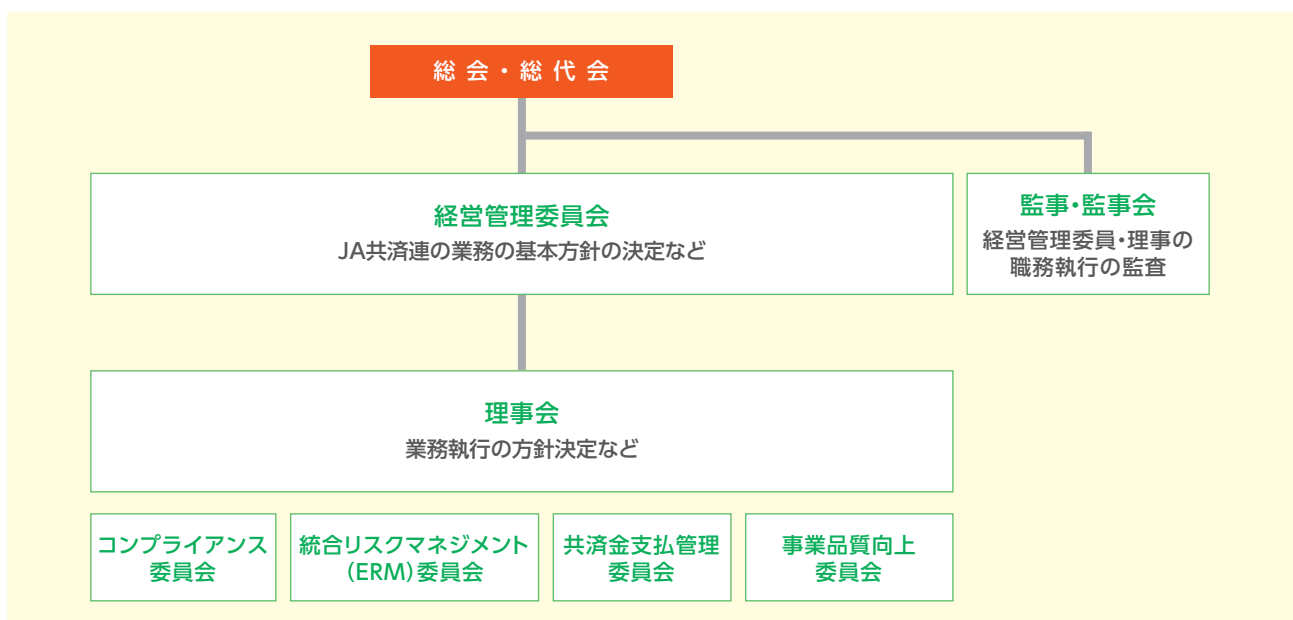 総会・総代会
経営管理委員会
JA共済連の業務の基本方針の決定など
監事・監事会
経営管理委員・理事の
職務執行の監査
理事会
業務執行の方針決定など
コンプライアンス
委員会
統合リスクマネジメント
(ERM)委員会
共済金支払管理
委員会
事業品質向上
委員会